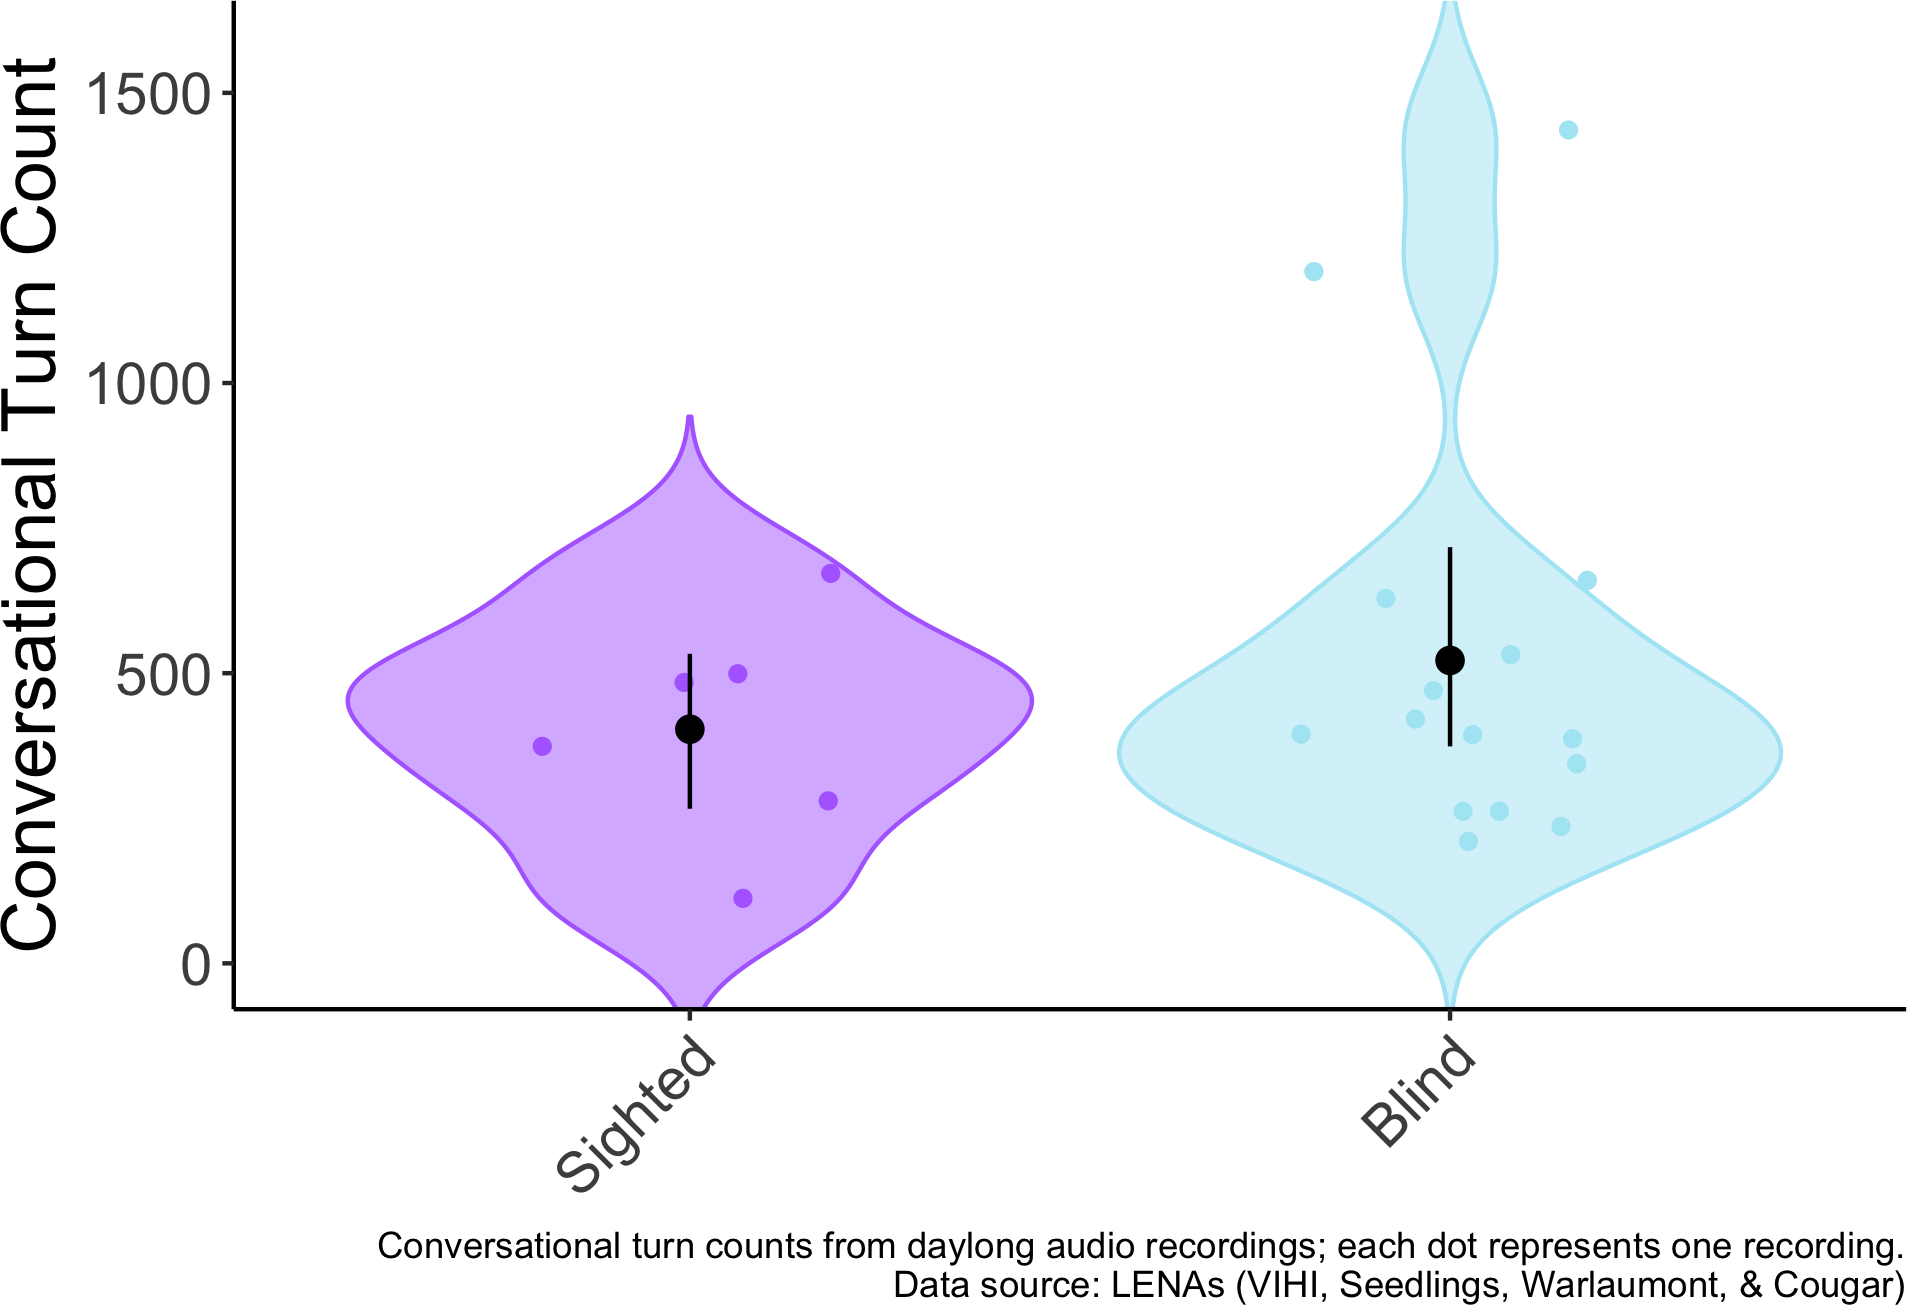 Conversational Turn Count
1500
1000
500
0
Sighted
Blind
Conversational turn counts from daylong audio recordings; each dot represents one recording.
Data source: LENAs (VIHI, Seedlings, Warlaumont, & Cougar)